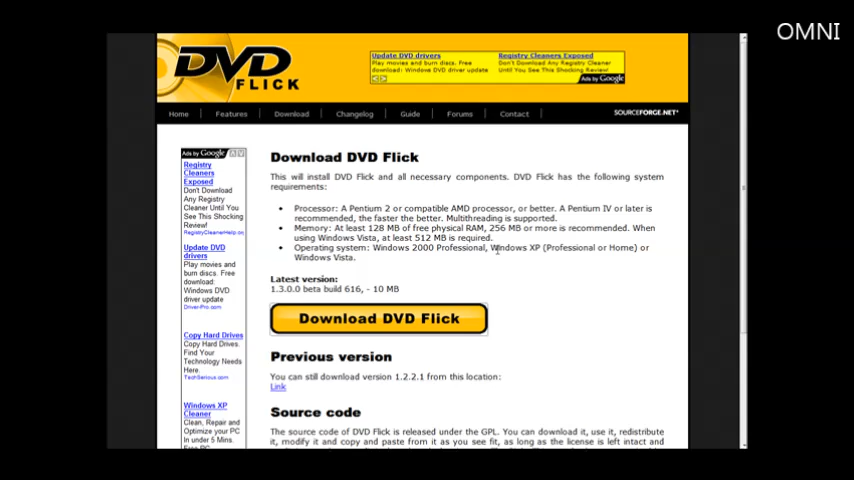 OMNI
DVD
FLICK
Update DVD drivers
Play movies and burn discs. Free
download: Windows DVD driver update
Registry Cleaners Exposed
Don't Download Any Registry Cleaner
Until You See This Shocking Review!
Ads by Google
Home
Features
Download
Changelog
Guide
Forums
Contact
SOURCEFORGE.NET®
Ads by Google
Registry
Cleaners
Exposed
Don't Download
Any Registry
Cleaner Until You
See This Shocking
Review!
RegistryCleanerHelp.co
Update DVD
drivers
Play movies and
burn discs. Free
download:
Windows DVD
driver update
Driver-Pro.com
Copy Hard Drives
Copy Hard Drives.
Find Your
Technology Needs
Here.
TechSerious.com
Windows XP
Cleaner
Clean, Repair and
Optimize your PC
In under 5 Mins.
Download DVD Flick
This will install DVD Flick and all necessary components. DVD Flick has the following system
requirements:
• Processor: A Pentium 2 or compatible AMD processor, or better. A Pentium IV or later is
recommended, the faster the better. Multithreading is supported.
• Memory: At least 128 MB of free physical RAM, 256 MB or more is recommended. When
using Windows Vista, at least 512 MB is required.
• Operating system: Windows 2000 Professional, Windows XP (Professional or Home) or
Windows Vista.
Latest version:
1.3.0.0 beta build 616, - 10 MB
Download DVD Flick
Previous version
You can still download version 1.2.2.1 from this location:
Link
Source code
The source code of DVD Flick is released under the GPL. You can download it, use it, redistribute
it, modify it and copy and paste from it as you see fit, as long as the license is left intact and